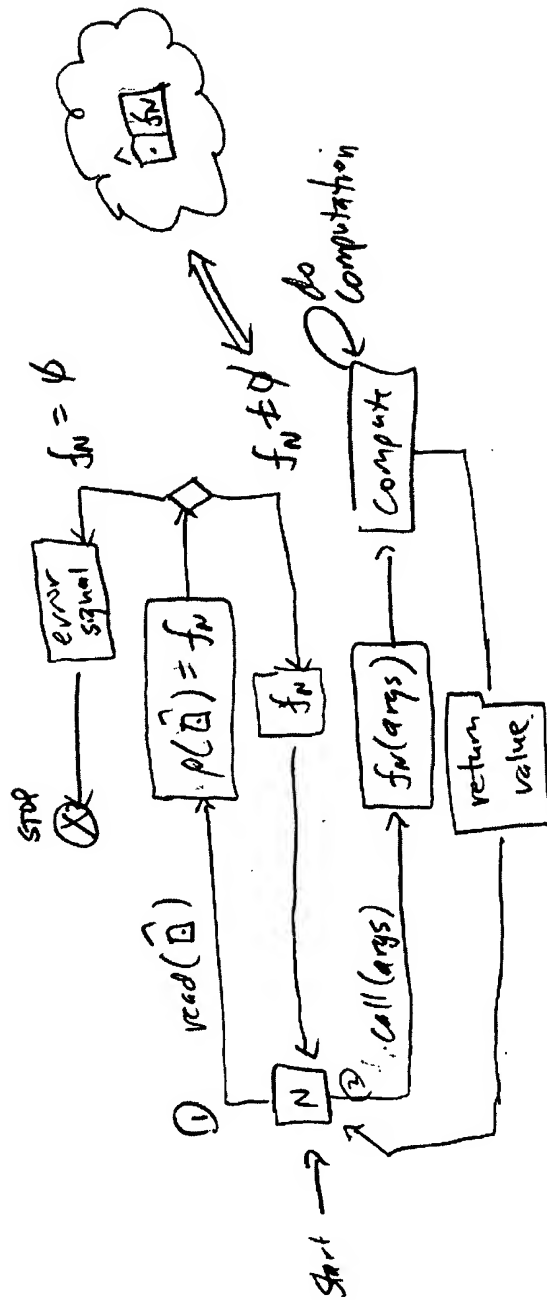 Start
①
N
②
read(⊡̂)
.call(args)
STOP
X
error
signal
p(⊡̂) = fN
fN
fN(args)
return
value
fN = ϕ
fN ≠ ϕ
compute
do
computation
⊡̂ fN